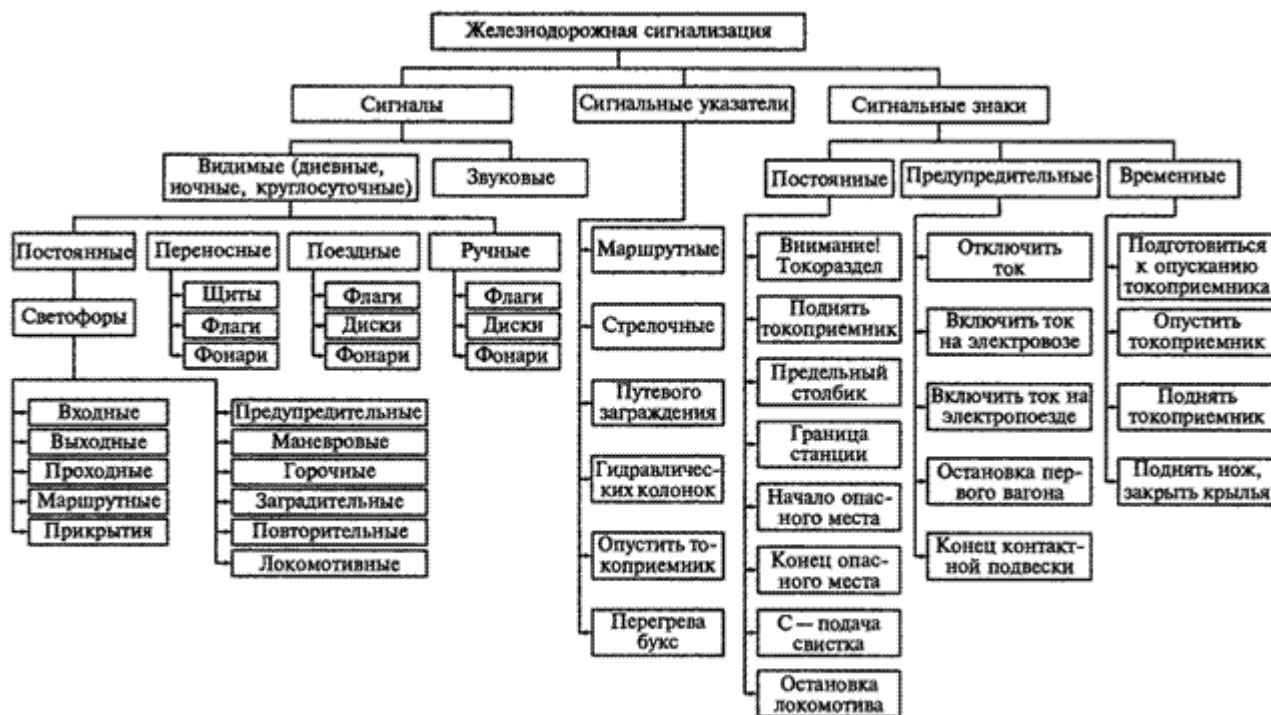 Железнодорожная сигнализация
Сигналы
Сигнальные указатели
Сигнальные знаки
Видимые (дневные,
ночные, круглосуточные)
Звуковые
Постоянные
Предупредительные
Временные
Постоянные
Переносные
Поездные
Ручные
Светофоры
Щиты
Флаги
Фонари
Флаги
Диски
Фонари
Флаги
Диски
Фонари
Входные
Выходные
Проходные
Маршрутные
Прикрытия
Предупредительные
Маневровые
Горочные
Заградительные
Повторительные
Локомотивные
Маршрутные
Стрелочные
Путевого
заграждения
Гидравличес-
ких колонок
Опустить то-
коприемник
Перегрева
букс
Внимание!
Токораздел
Поднять
токоприемник
Предельный
столбик
Граница
станции
Начало опас-
ного места
Конец опас-
ного места
С — подача
свистка
Остановка
локомотива
Отключить
ток
Включить ток
на электровозе
Включить ток на
электропоезде
Остановка пер-
вого вагона
Конец контакт-
ной подвески
Подготовиться
к опусканию
токоприемника
Опустить
токоприемник
Поднять
токоприемник
Поднять нож,
закрыть крылья